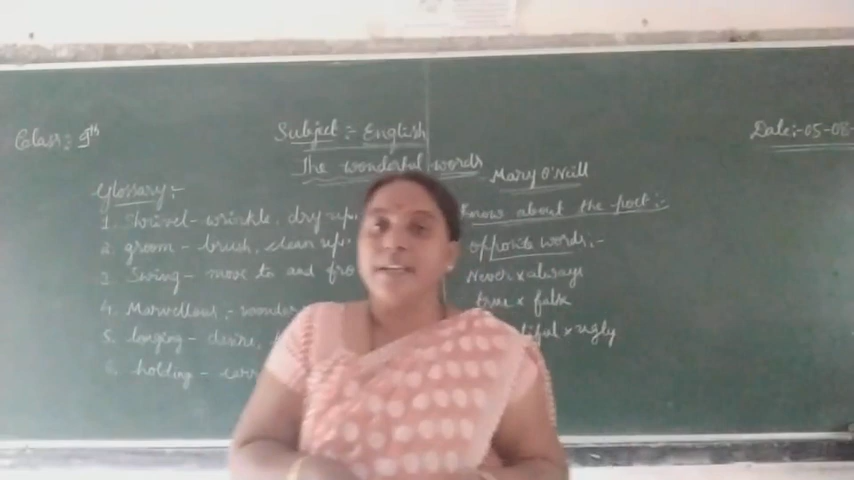 Class:- 9th
Subject:- English
Date:-05-08-
The wonderful words
Mary O'Neill
Glossary:-
1. Shrivel - wrinkle, dry up.
2. groom - brush, clean up.
3. Swing - move to and fro
4. Marvellous:- wonder
5. longing - desire,
6. holding - carr
Know about the poet:-
opposite words:-
Never x always
true x false
tiful x ugly